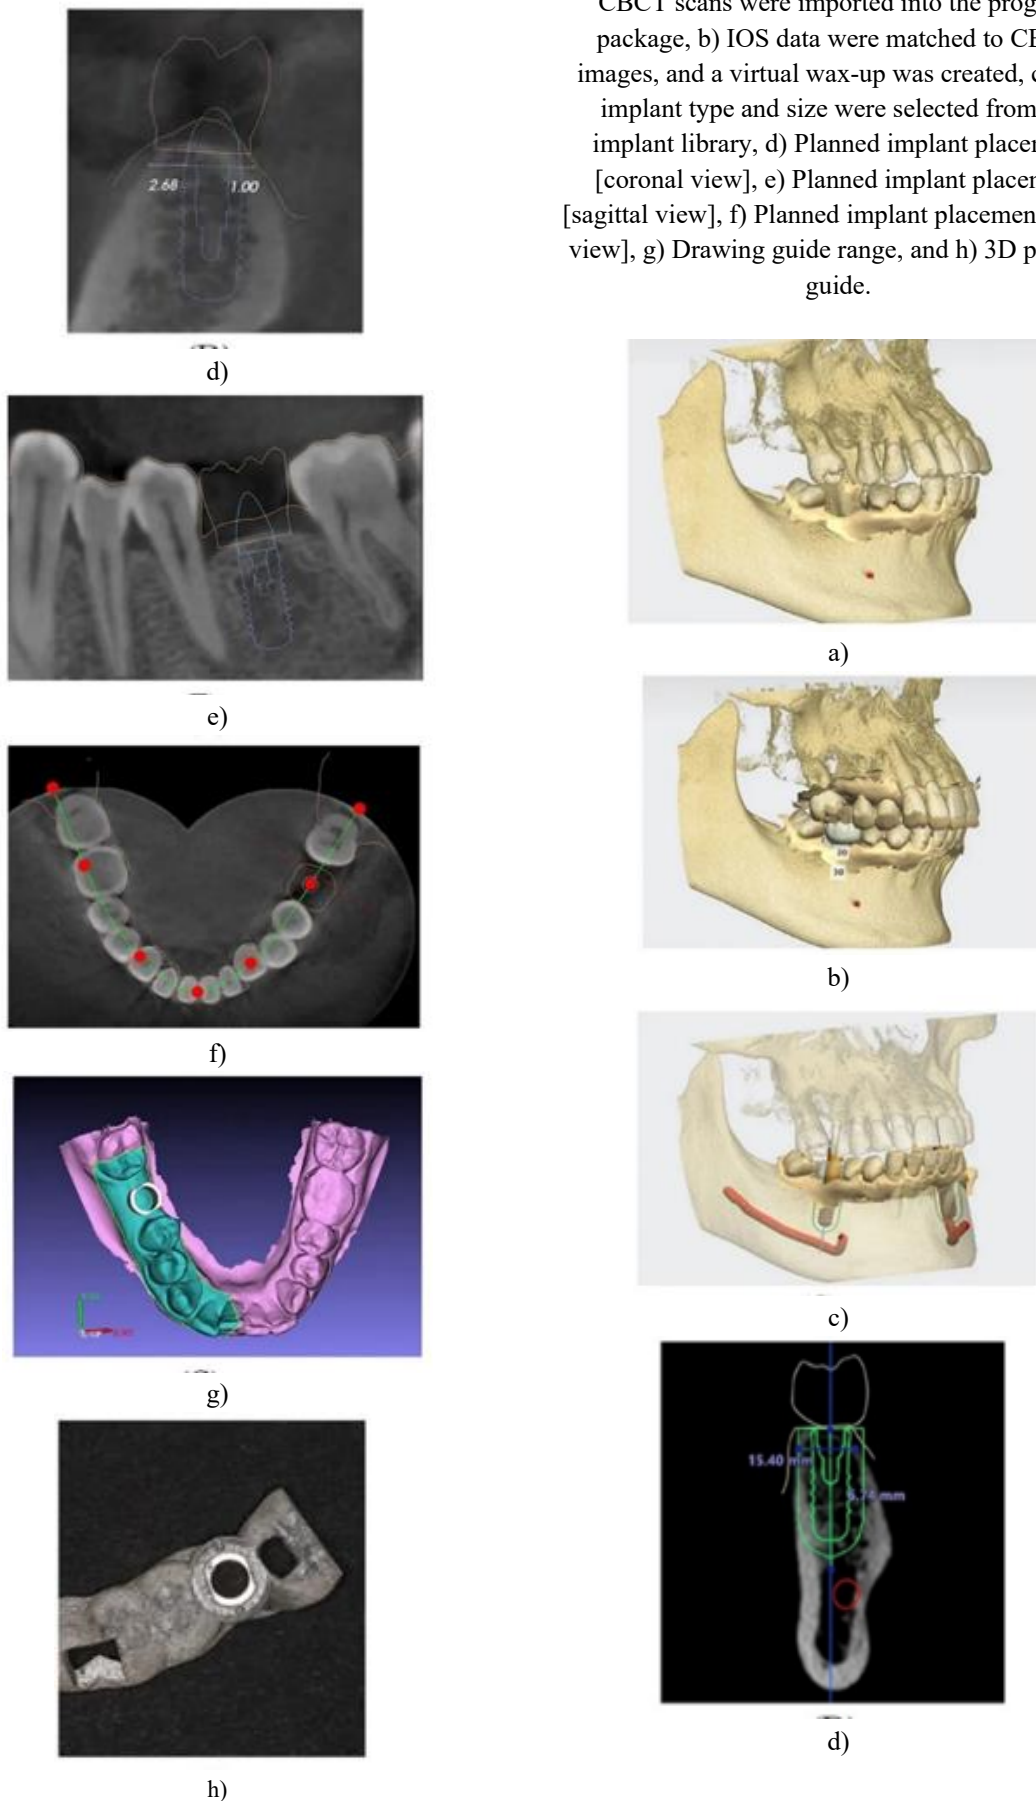 2.68
1.00
d)
e)
f)
g)
h)
CBCT scans were imported into the prog
package, b) IOS data were matched to CB
images, and a virtual wax-up was created, c
implant type and size were selected from
implant library, d) Planned implant placem
[coronal view], e) Planned implant placem
[sagittal view], f) Planned implant placemen
view], g) Drawing guide range, and h) 3D p
guide.
a)
30
30
b)
c)
15.40 mm
mm
d)